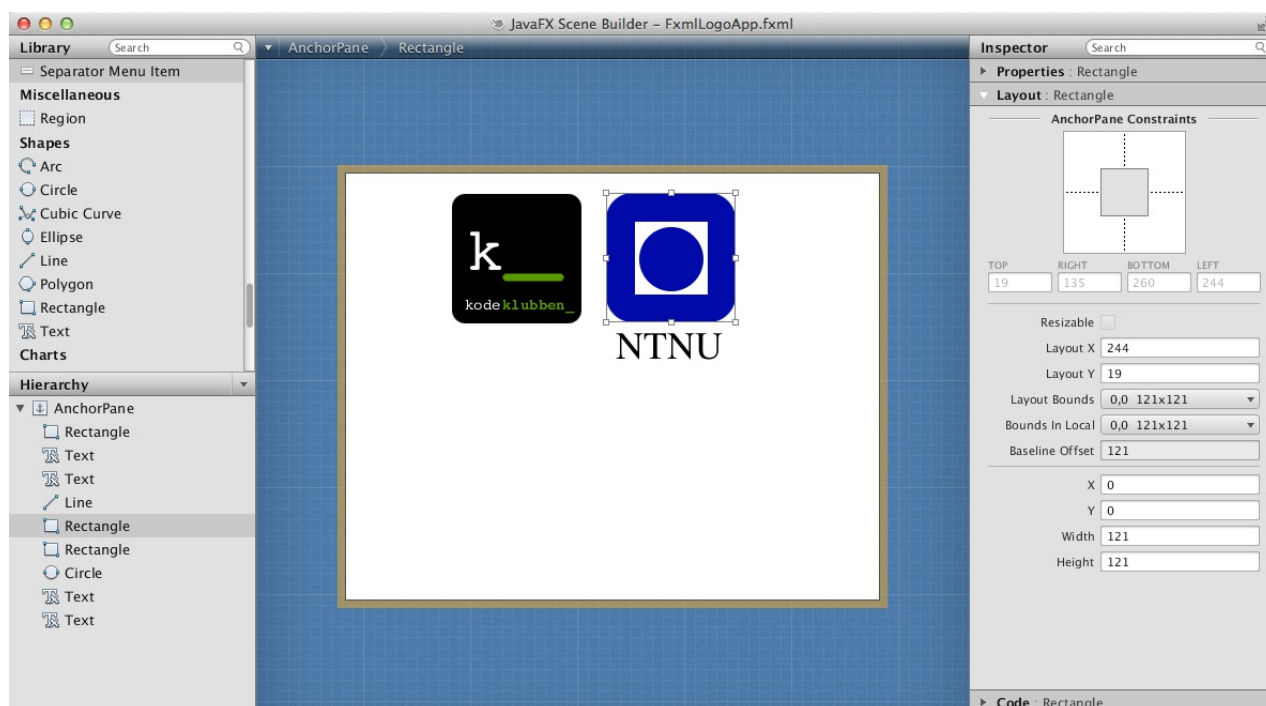 JavaFX Scene Builder – FxmlLogoApp.fxml
Library
Search
Separator Menu Item
Miscellaneous
Region
Shapes
Arc
Circle
Cubic Curve
Ellipse
Line
Polygon
Rectangle
Text
Charts
Hierarchy
AnchorPane
Rectangle
Text
Text
Line
Rectangle
Rectangle
Circle
Text
Text
AnchorPane Rectangle
k_
kodeklubben_
NTNU
Inspector
Search
Properties : Rectangle
Layout : Rectangle
AnchorPane Constraints
TOP RIGHT BOTTOM LEFT
19 135 260 244
Resizable
Layout X 244
Layout Y 19
Layout Bounds 0,0 121x121
Bounds In Local 0,0 121x121
Baseline Offset 121
X 0
Y 0
Width 121
Height 121
Code : Rectangle